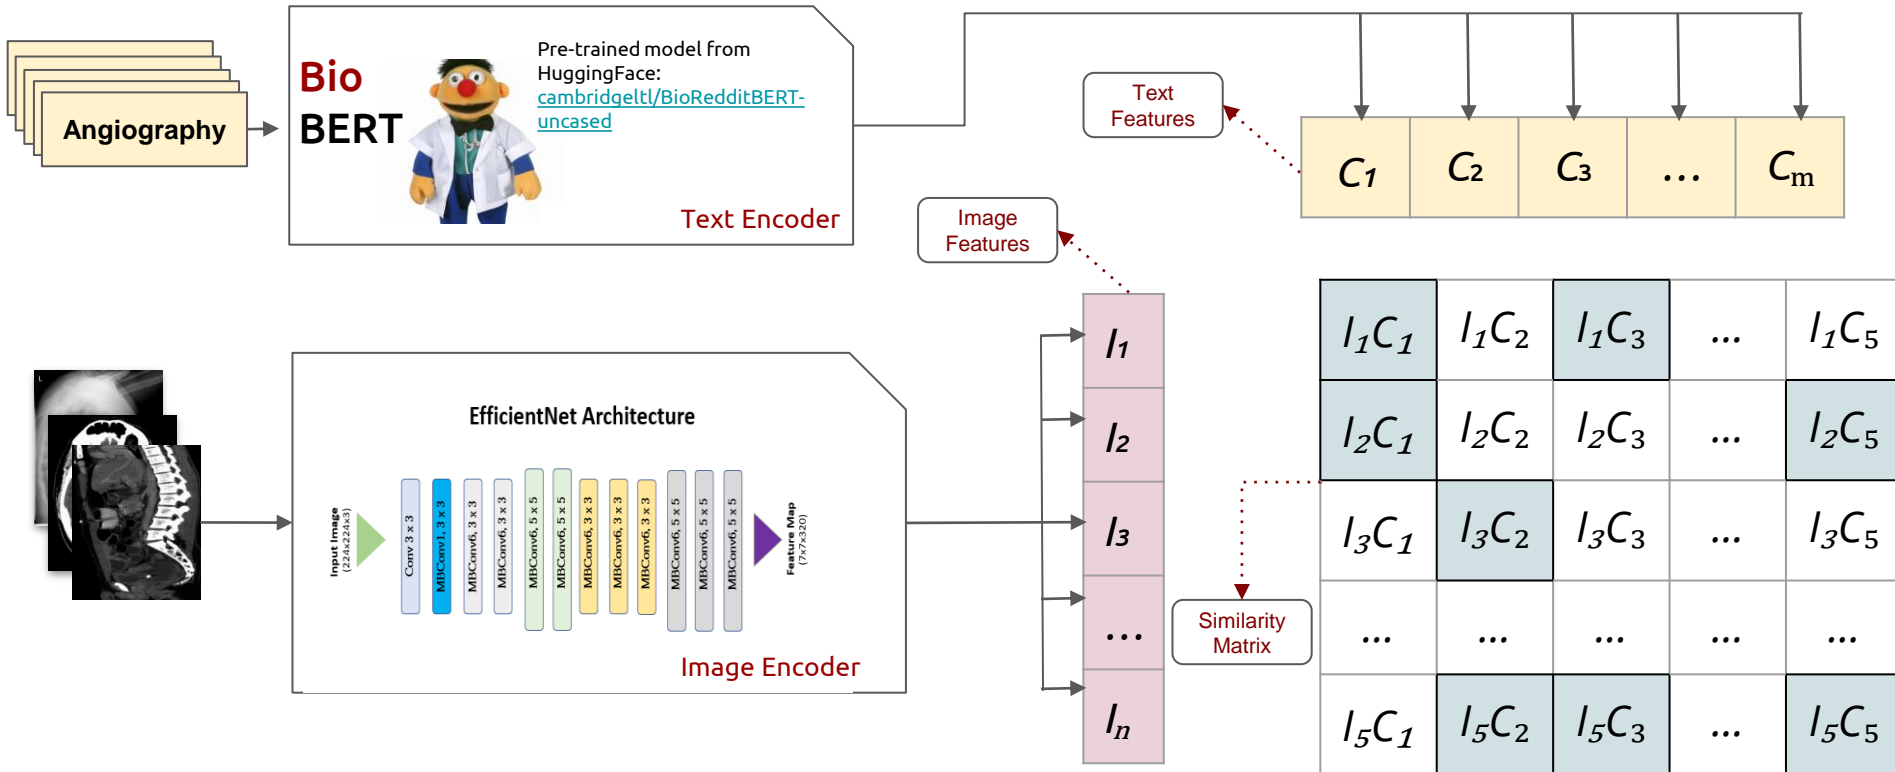 Angiography
Bio
BERT
Pre-trained model from
HuggingFace:
cambridgeltl/BioRedditBERT-
uncased
Text Encoder
Text
Features
C1 C2 C3 ... Cm
Image
Features
L
EfficientNet Architecture
Input Image
(224x224x3)
Conv 3 x 3
MBConv1, 3 x 3
MBConv6, 3 x 3
MBConv6, 3 x 3
MBConv6, 5 x 5
MBConv6, 5 x 5
MBConv6, 3 x 3
MBConv6, 3 x 3
MBConv6, 3 x 3
MBConv6, 5 x 5
MBConv6, 5 x 5
MBConv6, 5 x 5
Feature Map
(7x7x320)
Image Encoder
I1
I2
I3
...
In
Similarity
Matrix
I1C1 I1C2 I1C3 ... I1C5
I2C1 I2C2 I2C3 ... I2C5
I3C1 I3C2 I3C3 ... I3C5
... ... ... ... ...
I5C1 I5C2 I5C3 ... I5C5